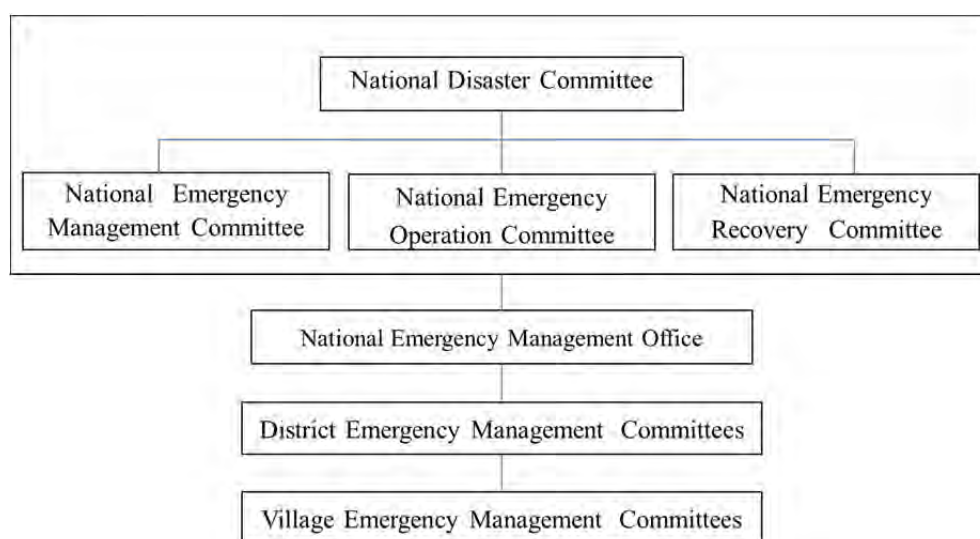 National Disaster Committee
National Emergency
Management Committee
National Emergency
Operation Committee
National Emergency
Recovery Committee
National Emergency Management Office
District Emergency Management Committees
Village Emergency Management Committees